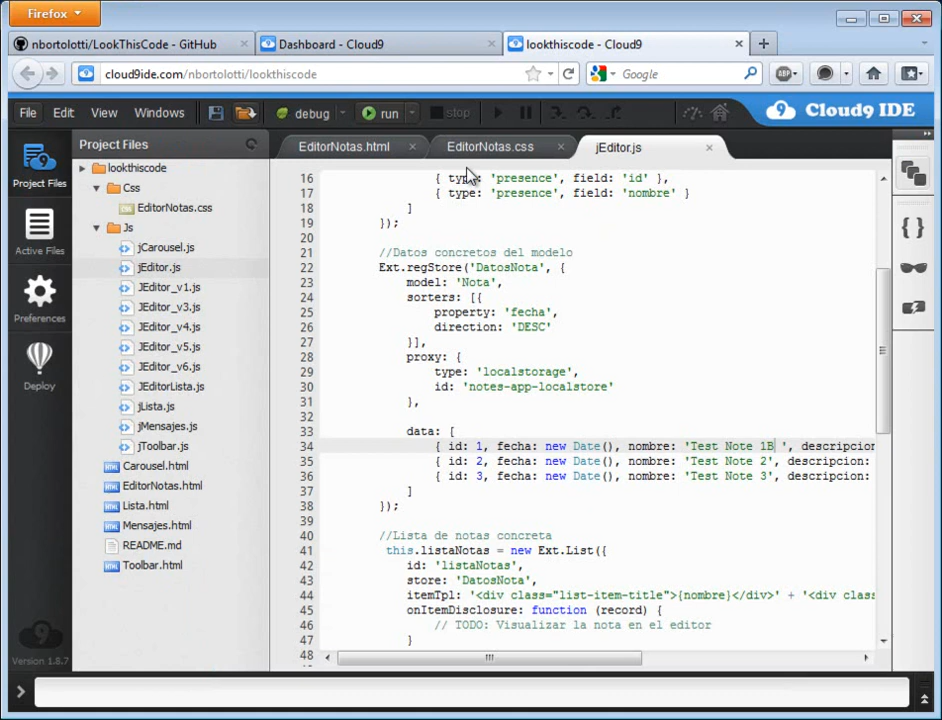 Firefox
nbortolotti/LookThisCode - GitHub
Dashboard - Cloud9
lookthiscode - Cloud9
cloud9ide.com/nbortolotti/lookthiscode
Google
ABP
File Edit View Windows debug run stop Cloud9 IDE
Project Files
Active Files
Preferences
Deploy
Version 1.8.7
Project Files
lookthiscode
Css
EditorNotas.css
Js
jCarousel.js
jEditor.js
JEditor_v1.js
JEditor_v3.js
JEditor_v4.js
JEditor_v5.js
JEditor_v6.js
JEditorLista.js
jLista.js
jMensajes.js
jToolbar.js
Carousel.html
EditorNotas.html
Lista.html
Mensajes.html
README.md
Toolbar.html
EditorNotas.html EditorNotas.css jEditor.js
16 { type: 'presence', field: 'id' },
17 { type: 'presence', field: 'nombre' }
18 ]
19 });
20
21 //Datos concretos del modelo
22 Ext.regStore('DatosNota', {
23 model: 'Nota',
24 sorters: [{
25 property: 'fecha',
26 direction: 'DESC'
27 }],
28 proxy: {
29 type: 'localstorage',
30 id: 'notes-app-localstore'
31 },
32
33 data: [
34 { id: 1, fecha: new Date(), nombre: 'Test Note 1B ', descripcion
35 { id: 2, fecha: new Date(), nombre: 'Test Note 2', descripcion:
36 { id: 3, fecha: new Date(), nombre: 'Test Note 3', descripcion:
37 ]
38 });
39
40 //Lista de notas concreta
41 this.listaNotas = new Ext.List({
42 id: 'listaNotas',
43 store: 'DatosNota',
44 itemTpl: '<div class="list-item-title">{nombre}</div>' + '<div clas
45 onItemDisclosure: function (record) {
46 // TODO: Visualizar la nota en el editor
47 }
48